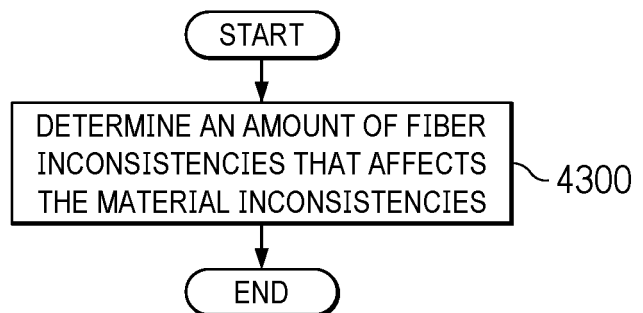 START
DETERMINE AN AMOUNT OF FIBER
INCONSISTENCIES THAT AFFECTS
THE MATERIAL INCONSISTENCIES
4300
END